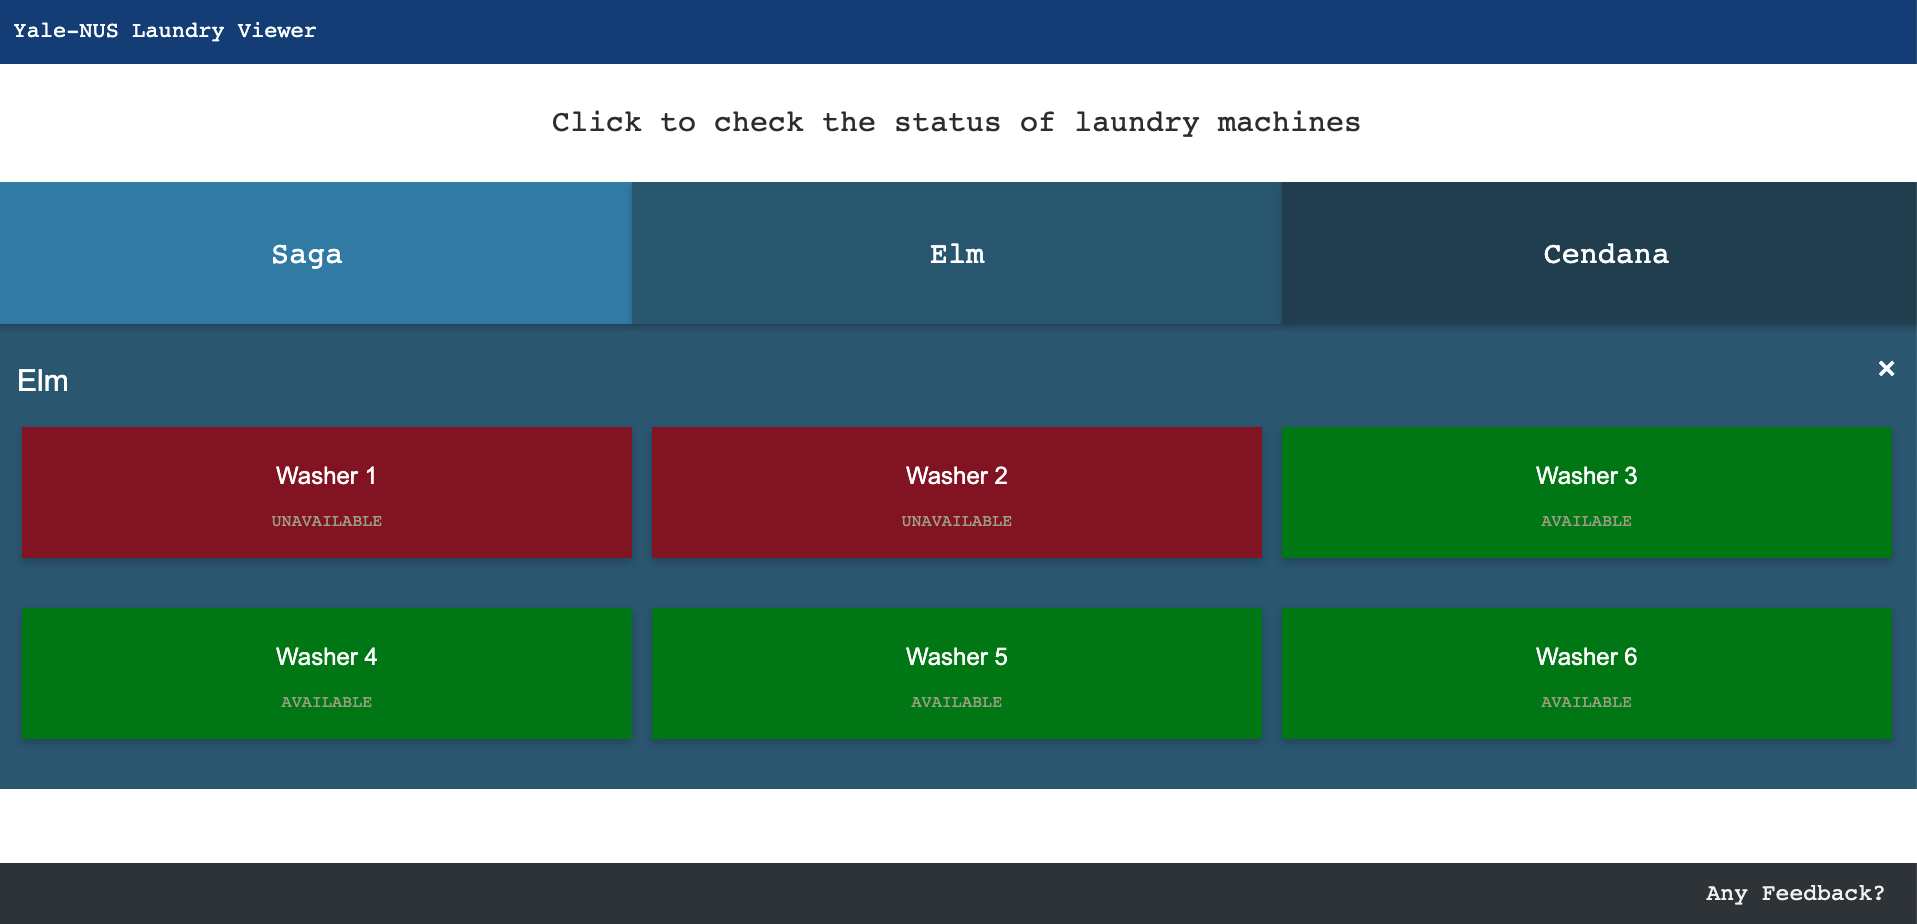 Yale-NUS Laundry Viewer
Click to check the status of laundry machines
Saga
Elm
Cendana
Elm
×
Washer 1
UNAVAILABLE
Washer 2
UNAVAILABLE
Washer 3
AVAILABLE
Washer 4
AVAILABLE
Washer 5
AVAILABLE
Washer 6
AVAILABLE
Any Feedback?